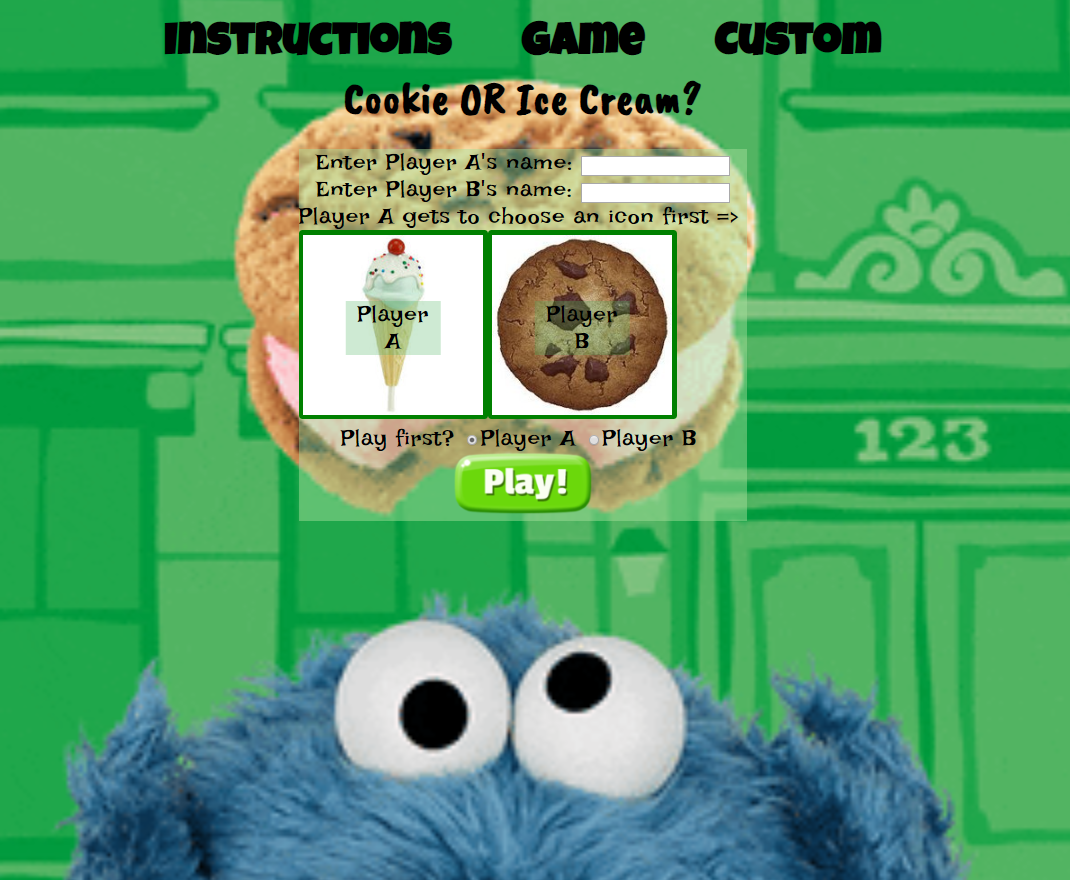 Instructions Game Custom
Cookie OR Ice Cream?
Enter Player A's name:
Enter Player B's name:
Player A gets to choose an icon first =>
Player A
Player B
Play first? Player A Player B
Play!
123